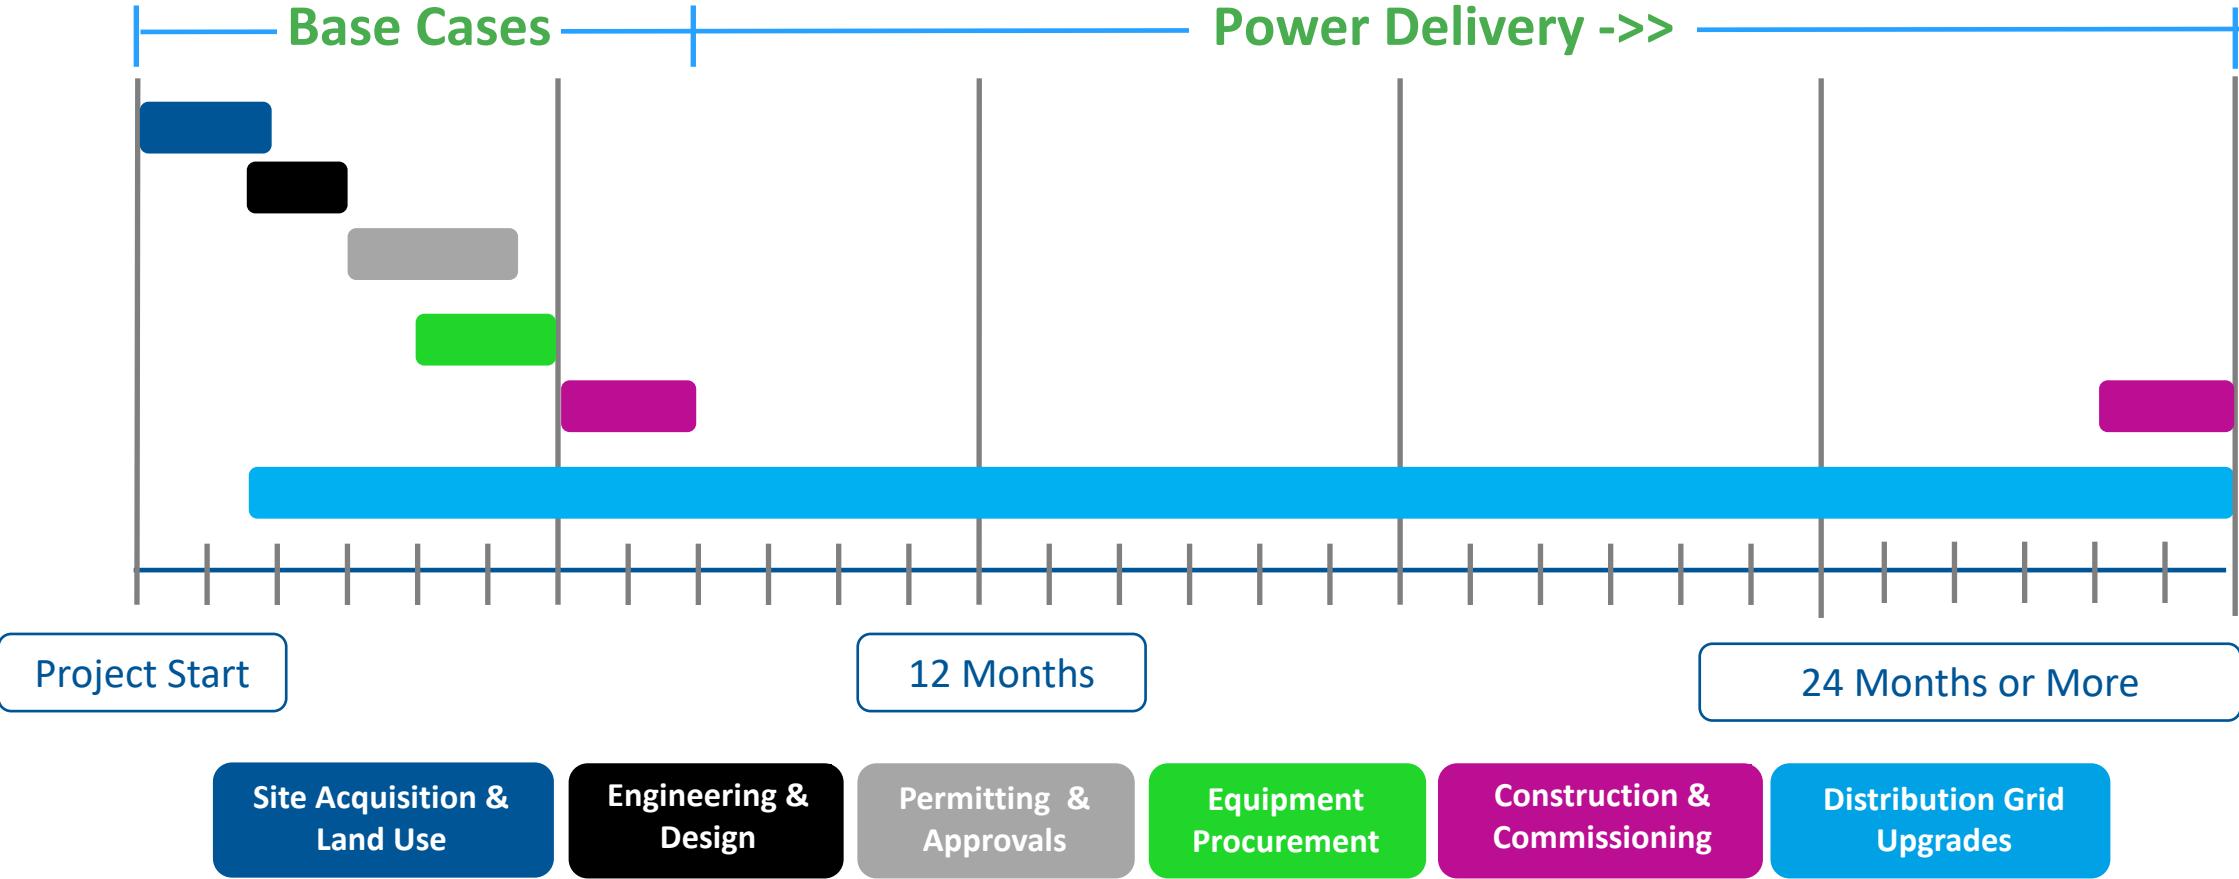 Base Cases
Power Delivery ->>
Project Start
12 Months
24 Months or More
Site Acquisition &
Land Use
Engineering &
Design
Permitting  &
Approvals
Equipment
Procurement
Construction &
Commissioning
Distribution Grid
Upgrades